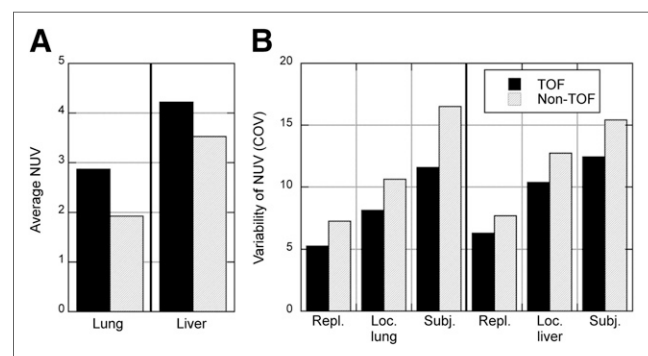 A
Average NUV
5
4
3
2
1
0
Lung Liver
B
Variability of NUV (COV)
20
15
10
5
0
TOF
Non-TOF
Repl. Loc. Subj. Repl. Loc. Subj.
lung liver